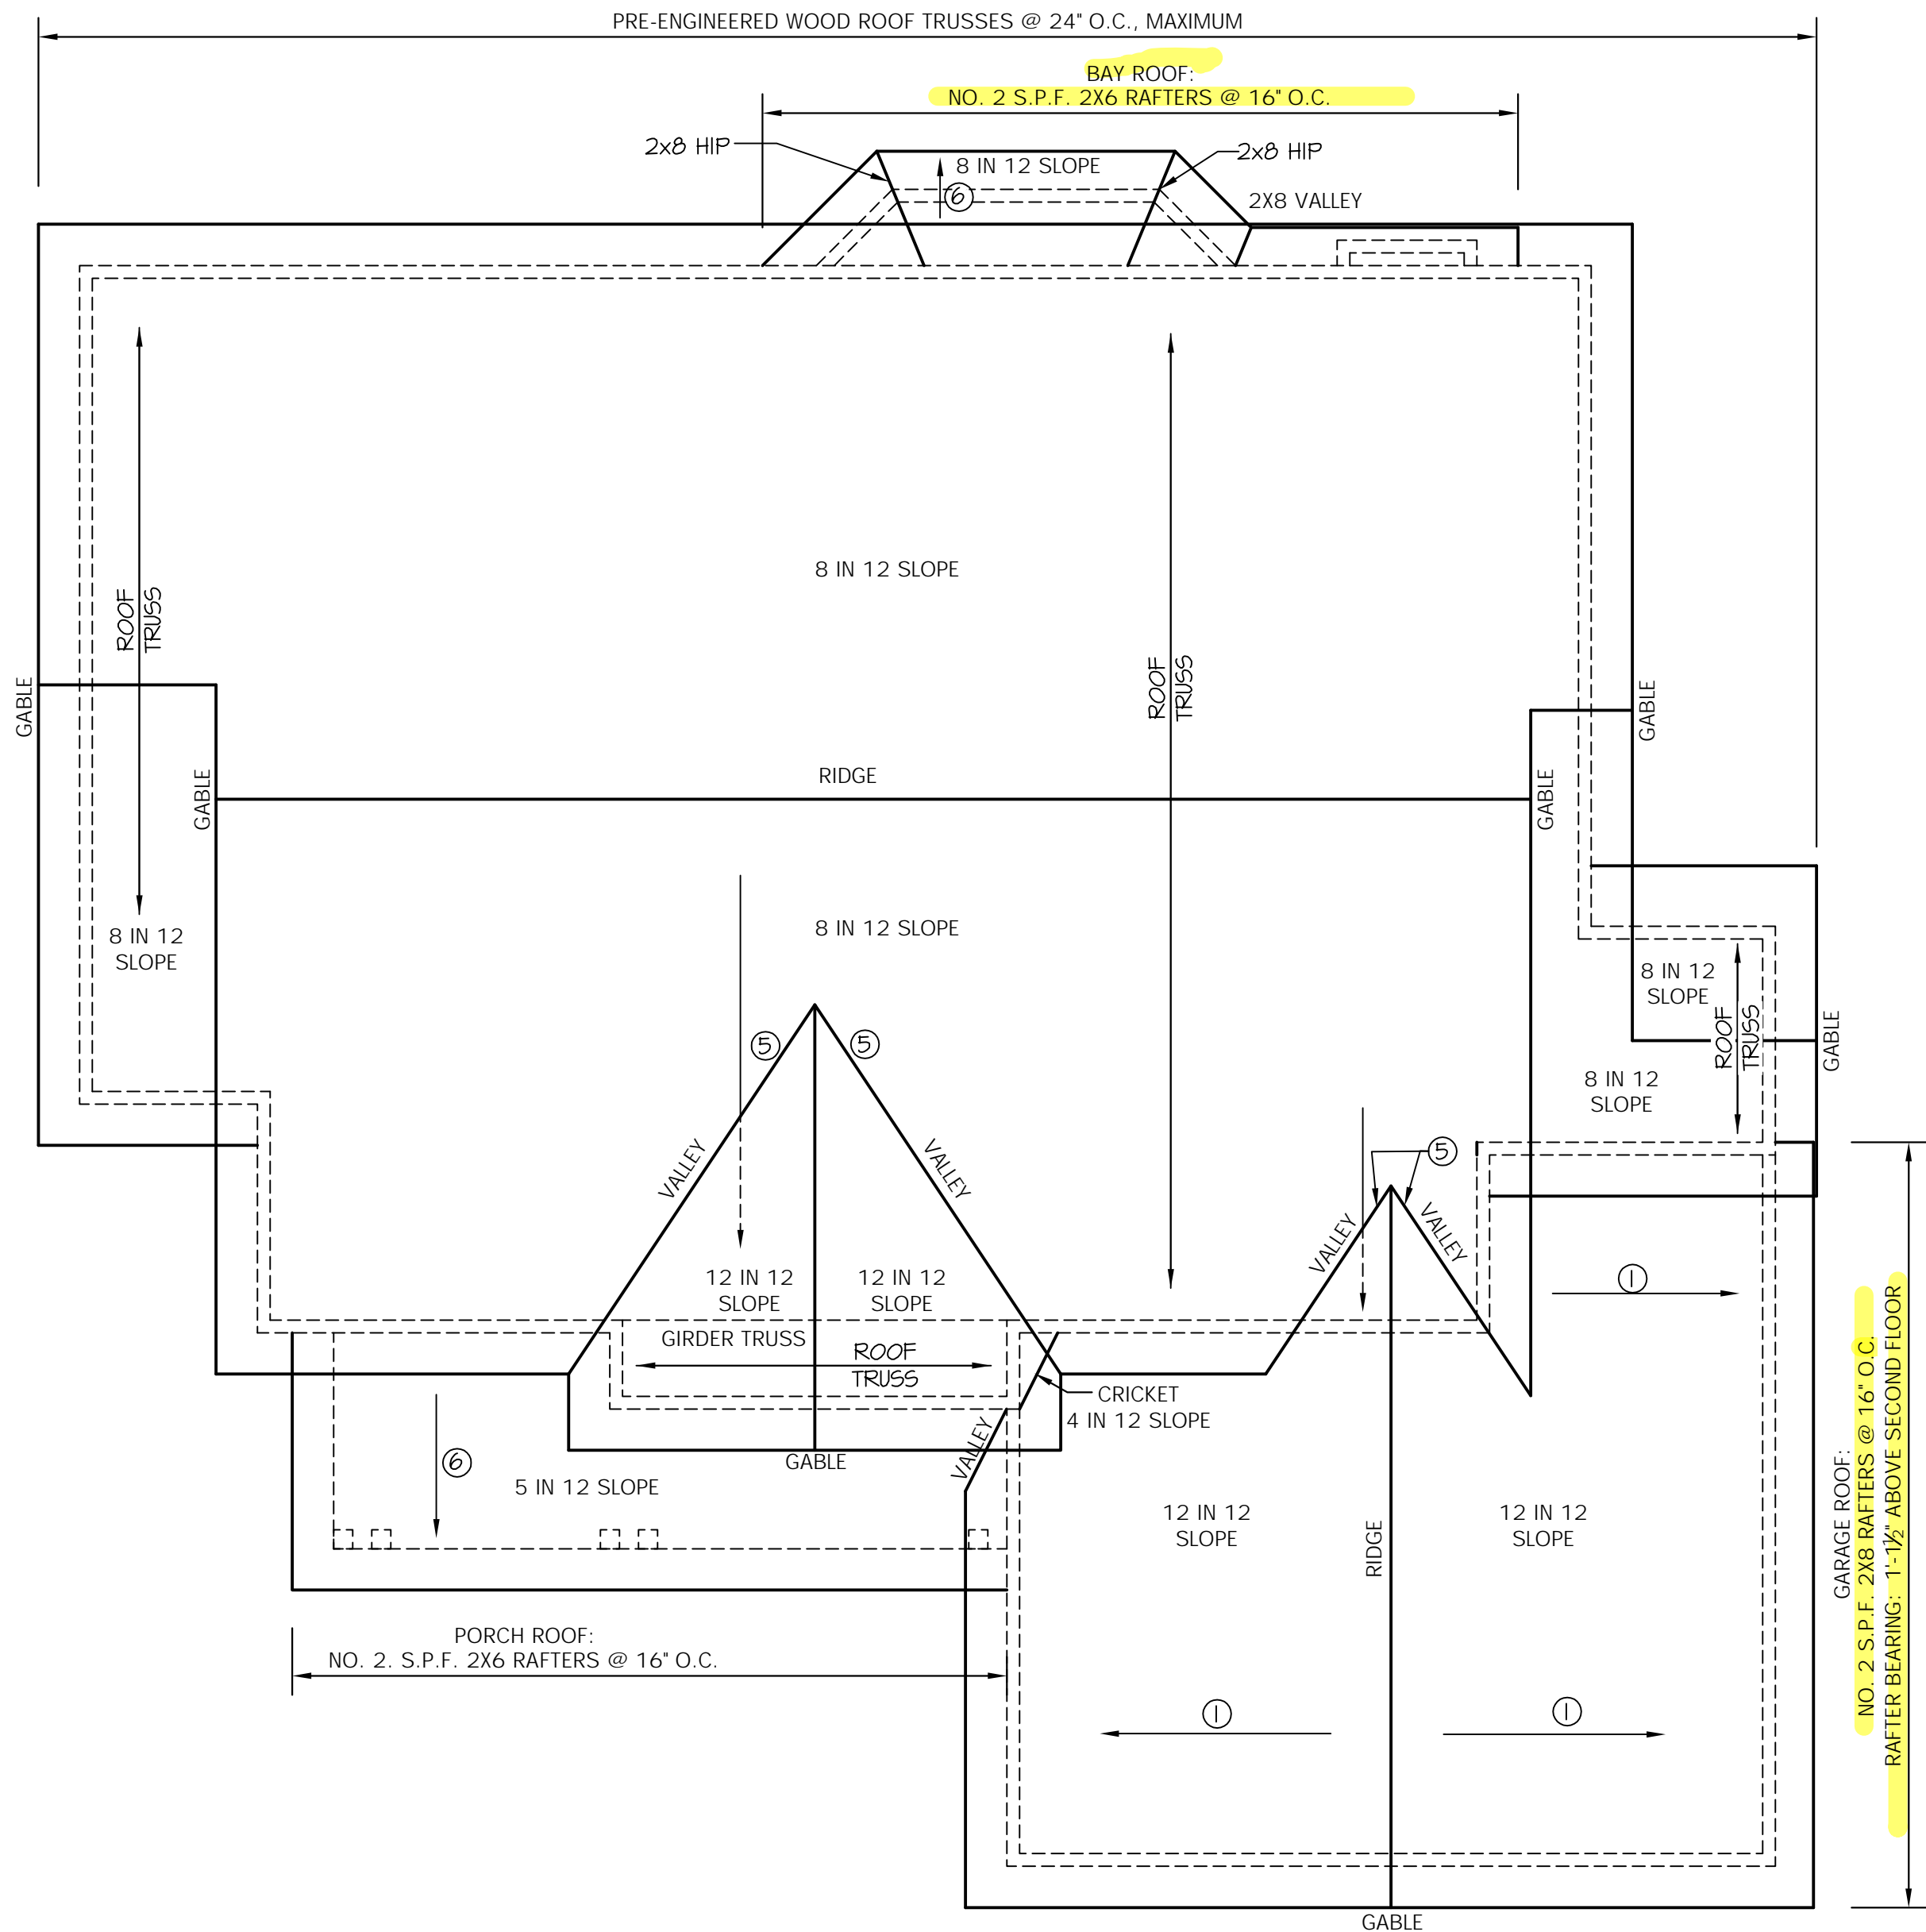 PRE-ENGINEERED WOOD ROOF TRUSSES @ 24" O.C., MAXIMUM
BAY ROOF:
NO. 2 S.P.F. 2X6 RAFTERS @ 16" O.C.
2x8 HIP
2x8 HIP
8 IN 12 SLOPE
6
2X8 VALLEY
8 IN 12 SLOPE
ROOF
TRUSS
ROOF
TRUSS
GABLE
GABLE
GABLE
RIDGE
GABLE
8 IN 12
SLOPE
8 IN 12 SLOPE
8 IN 12
SLOPE
ROOF
TRUSS
GABLE
5
5
8 IN 12
SLOPE
VALLEY
VALLEY
5
VALLEY
VALLEY
12 IN 12
SLOPE
12 IN 12
SLOPE
1
GIRDER TRUSS
ROOF
TRUSS
CRICKET
4 IN 12 SLOPE
VALLEY
GABLE
6
5 IN 12 SLOPE
12 IN 12
SLOPE
RIDGE
12 IN 12
SLOPE
GARAGE ROOF:
NO. 2 S.P.F. 2X8 RAFTERS @ 16" O.C.
RAFTER BEARING: 1'-1½" ABOVE SECOND FLOOR
PORCH ROOF:
NO. 2. S.P.F. 2X6 RAFTERS @ 16" O.C.
1
1
GABLE